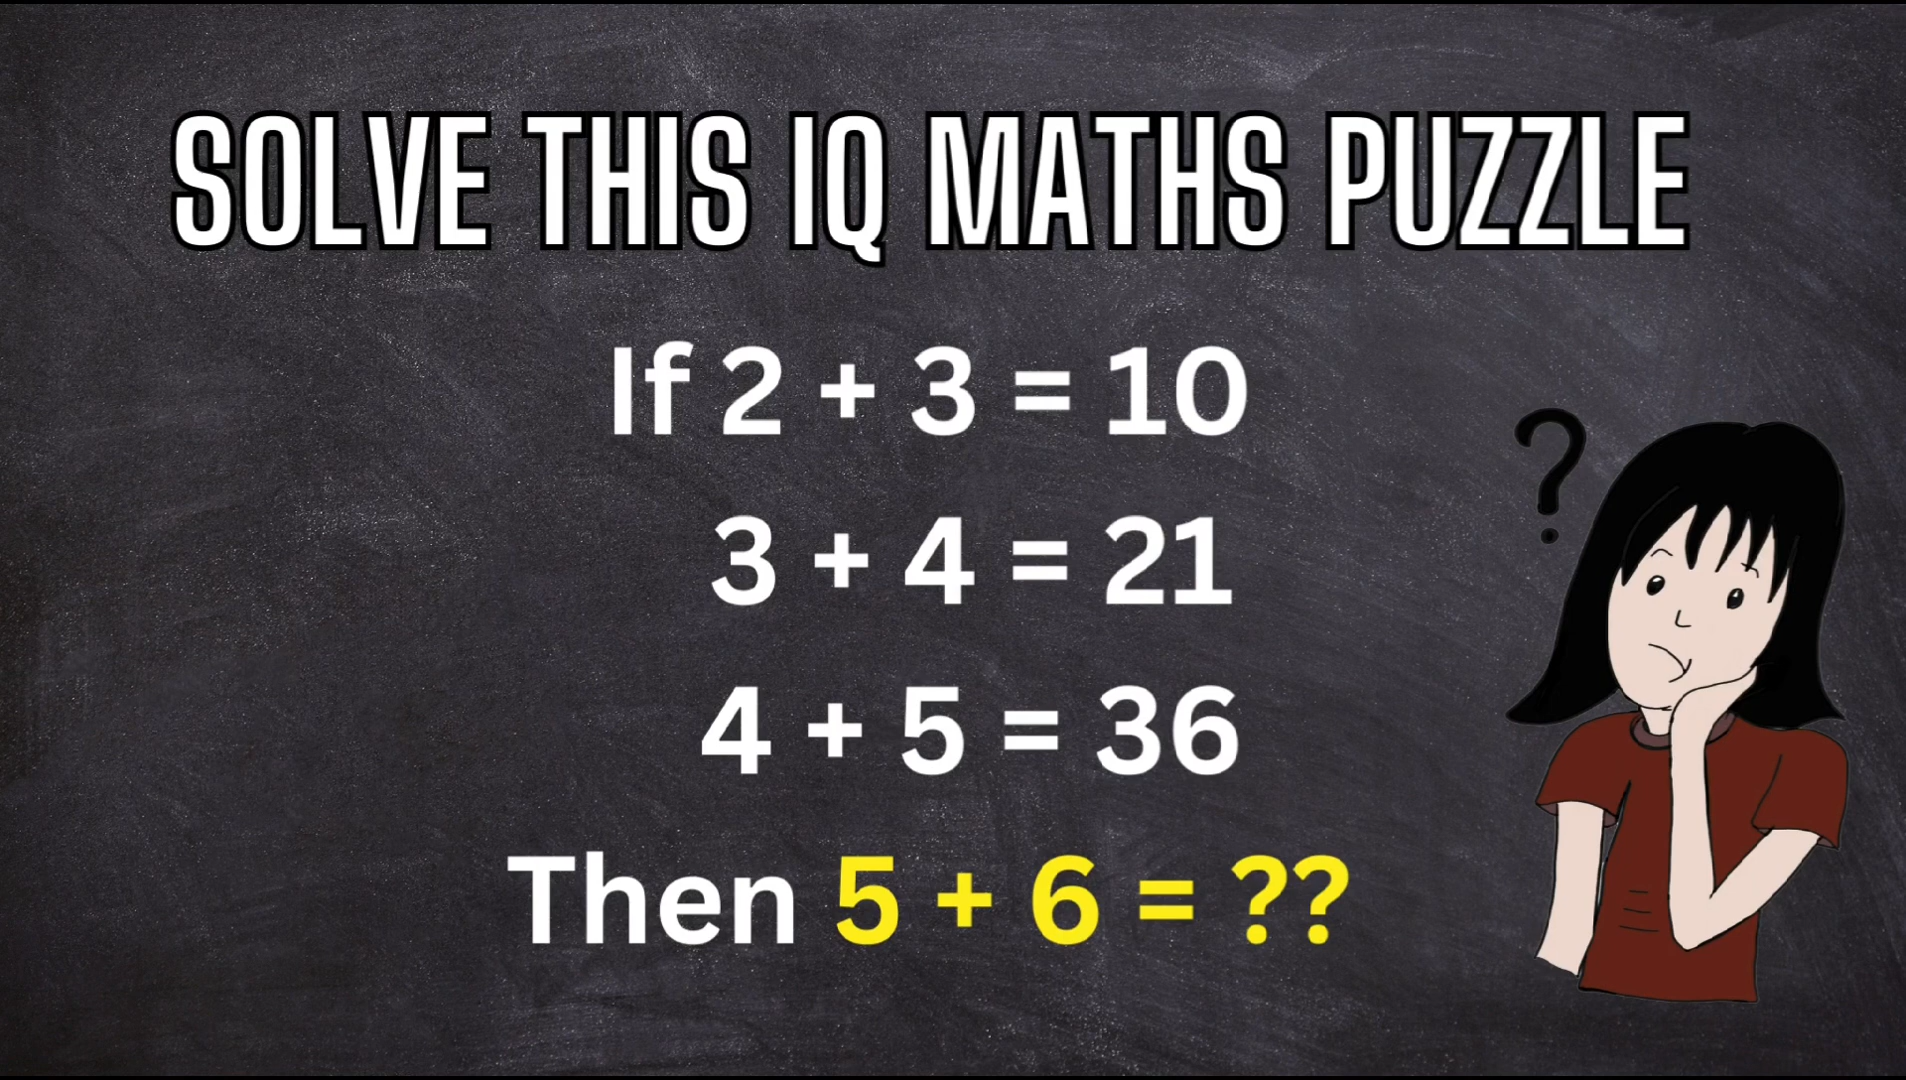 SOLVE THIS IQ MATHS PUZZLE
If 2 + 3 = 10
3 + 4 = 21
4 + 5 = 36
Then 5 + 6 = ??
?